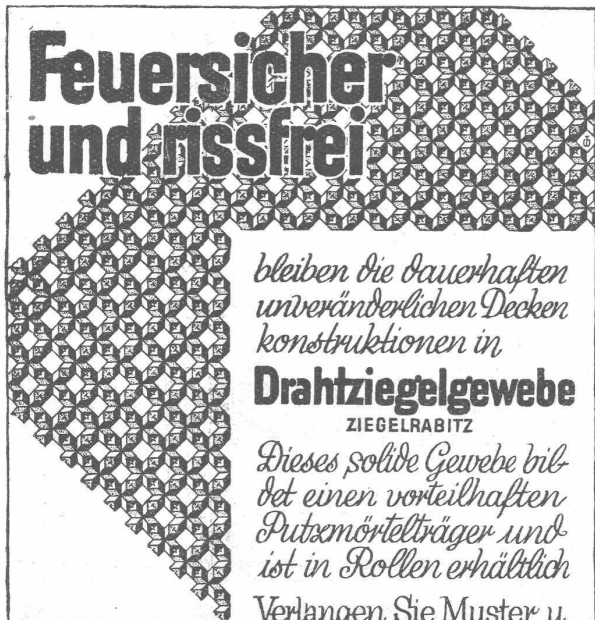 Feuersicher
und rissfrei
bleiben die dauerhaften
unveränderlichen Decken
konstruktionen in
Drahtziegelgewebe
ZIEGELRABITZ
Dieses solide Gewebe bil-
det einen vorteilhaften
Putzmörtelträger und
ist in Rollen erhältlich
Verlangen Sie Muster u.